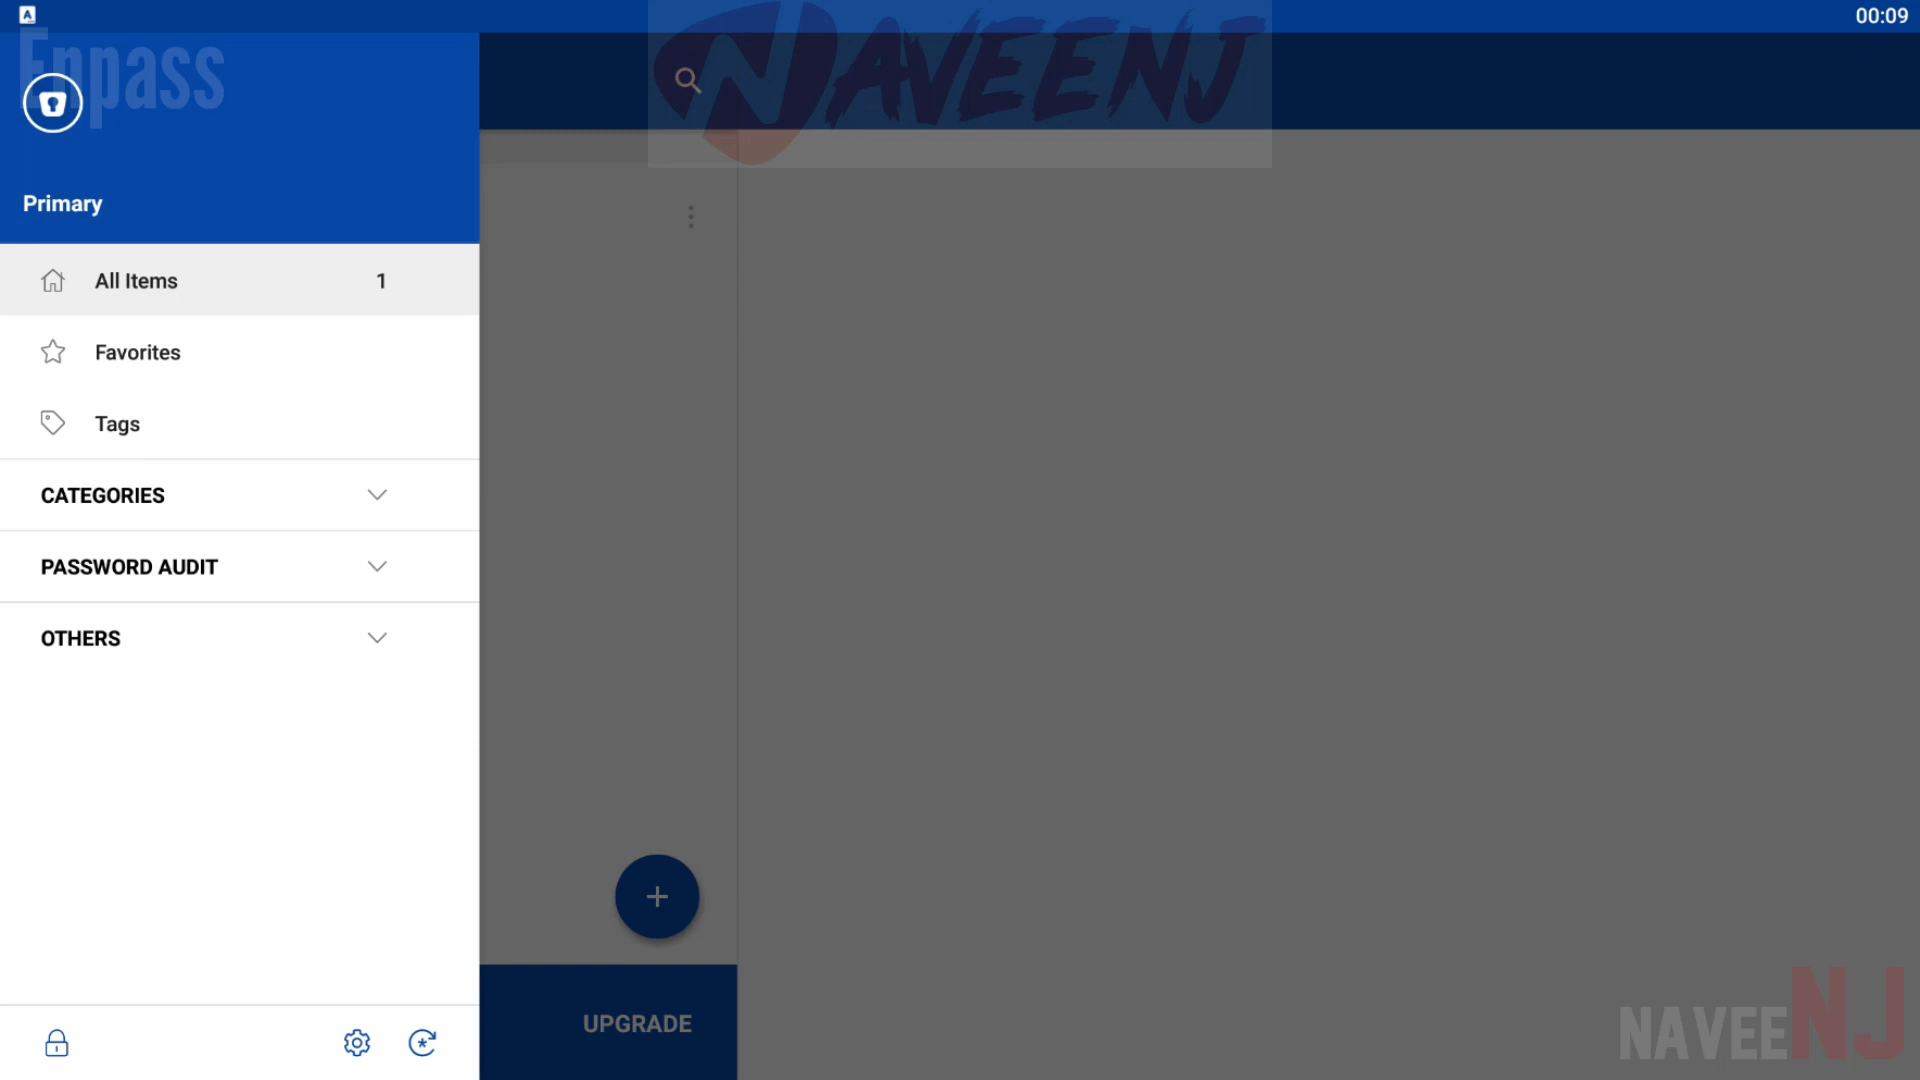 A
00:09
Enpass
NAVEENJ
Primary
All Items 1
Favorites
Tags
CATEGORIES
PASSWORD AUDIT
OTHERS
UPGRADE
NAVEENJ